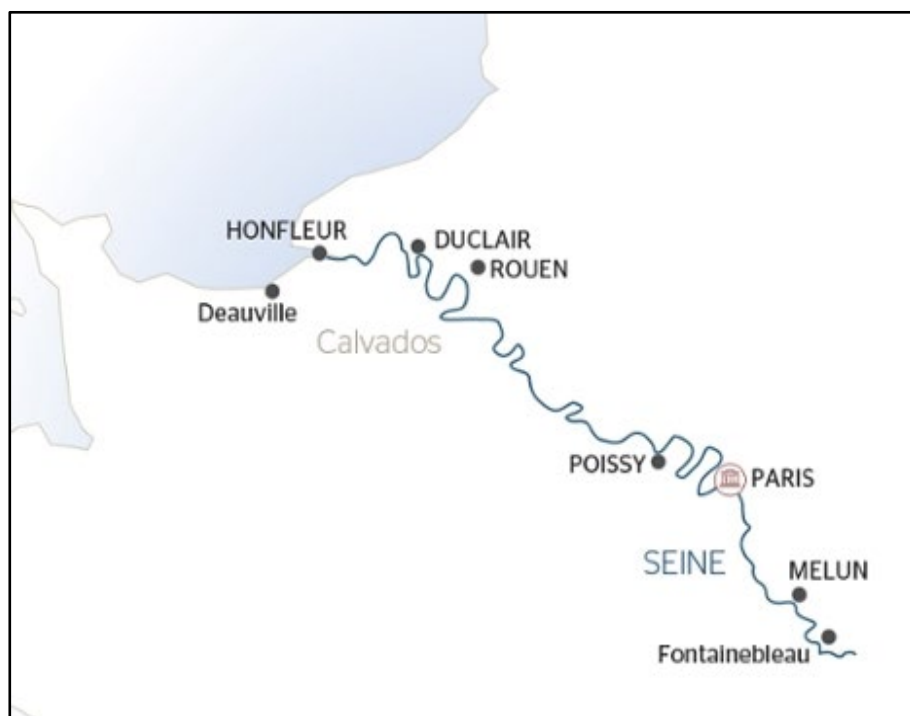 HONFLEUR
DUCLAIR
ROUEN
Deauville
Calvados
POISSY
PARIS
SEINE
MELUN
Fontainebleau